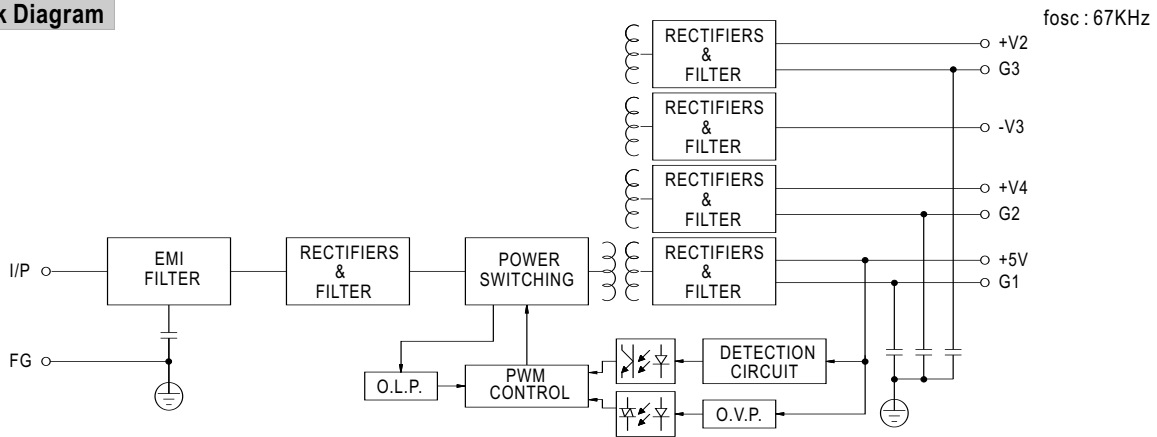 k Diagram
fosc : 67KHz
RECTIFIERS
&
FILTER
+V2
G3
RECTIFIERS
&
FILTER
-V3
RECTIFIERS
&
FILTER
+V4
G2
I/P
EMI
FILTER
RECTIFIERS
&
FILTER
POWER
SWITCHING
RECTIFIERS
&
FILTER
+5V
G1
FG
O.L.P.
PWM
CONTROL
DETECTION
CIRCUIT
O.V.P.